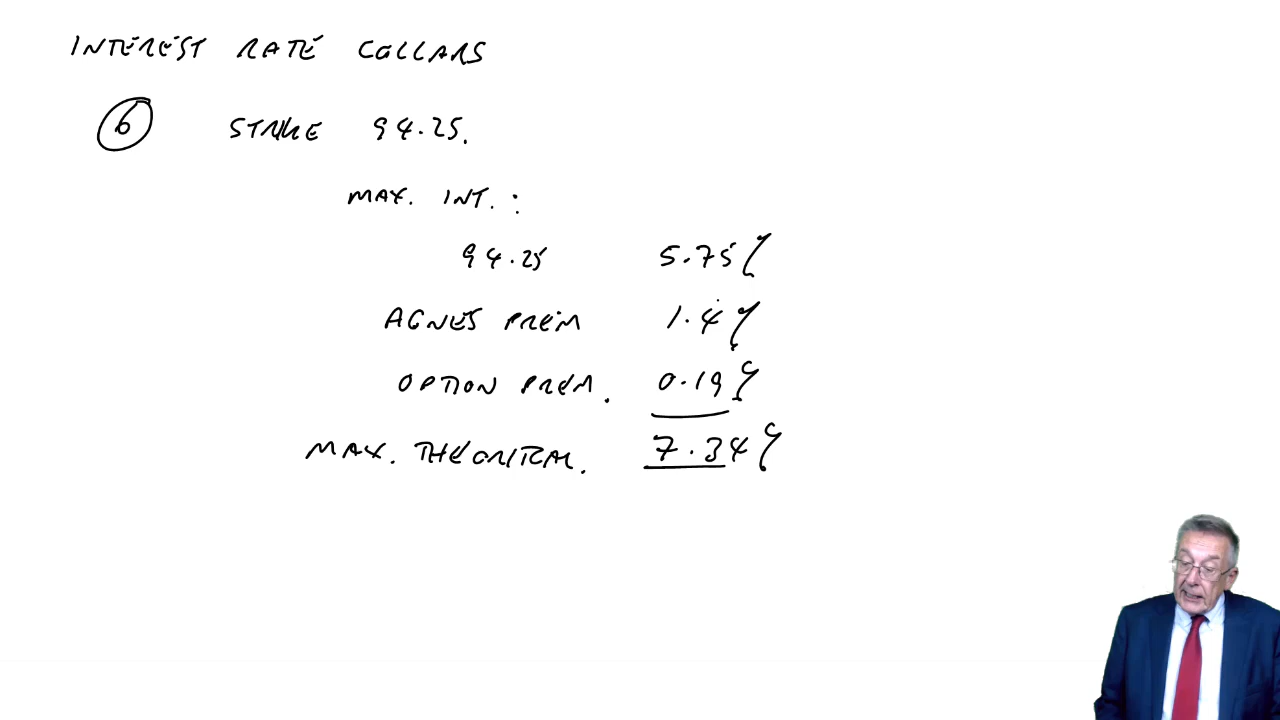 INTEREST RATE COLLARS
6 STRIKE 94.25.
MAX. INT. :
94.25 5.75%
AGNES PREM 1.4%
OPTION PREM. 0.19%
MAX. THEORITICAL. 7.34%